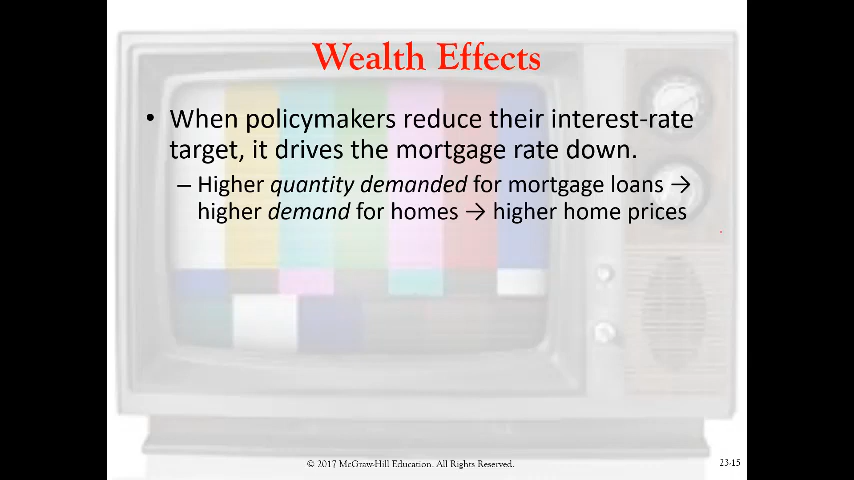 Wealth Effects
• When policymakers reduce their interest-rate
target, it drives the mortgage rate down.
– Higher quantity demanded for mortgage loans →
higher demand for homes → higher home prices
© 2017 McGraw-Hill Education. All Rights Reserved.
23-15